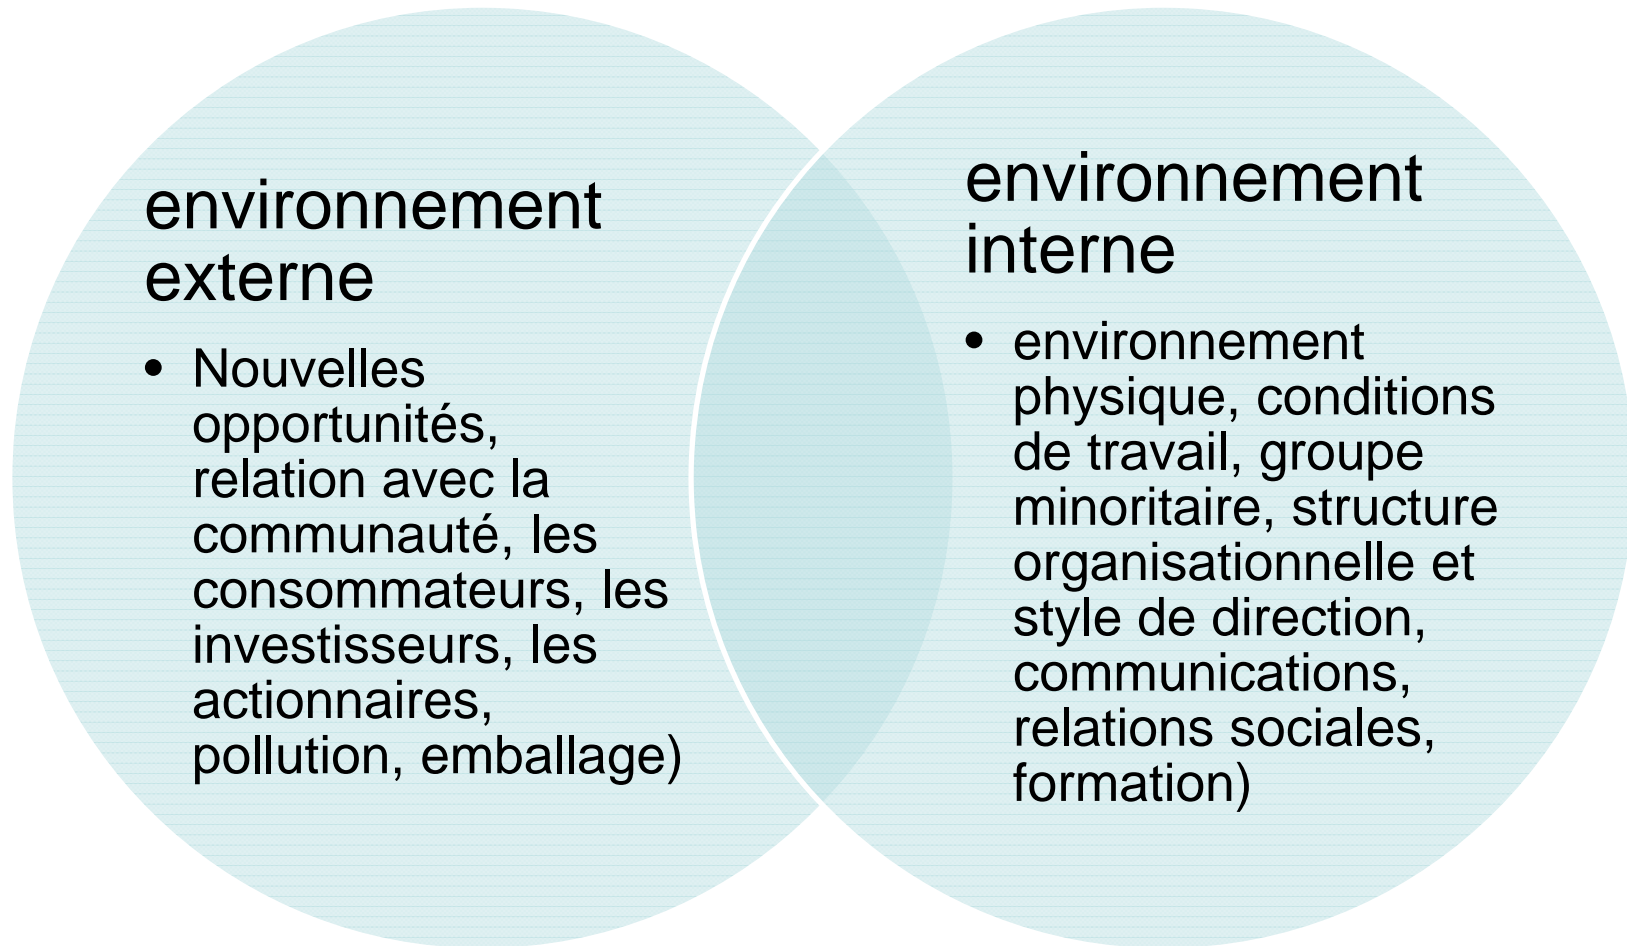 environnement
externe
• Nouvelles
opportunités,
relation avec la
communauté, les
consommateurs, les
investisseurs, les
actionnaires,
pollution, emballage)
environnement
interne
• environnement
physique, conditions
de travail, groupe
minoritaire, structure
organisationnelle et
style de direction,
communications,
relations sociales,
formation)